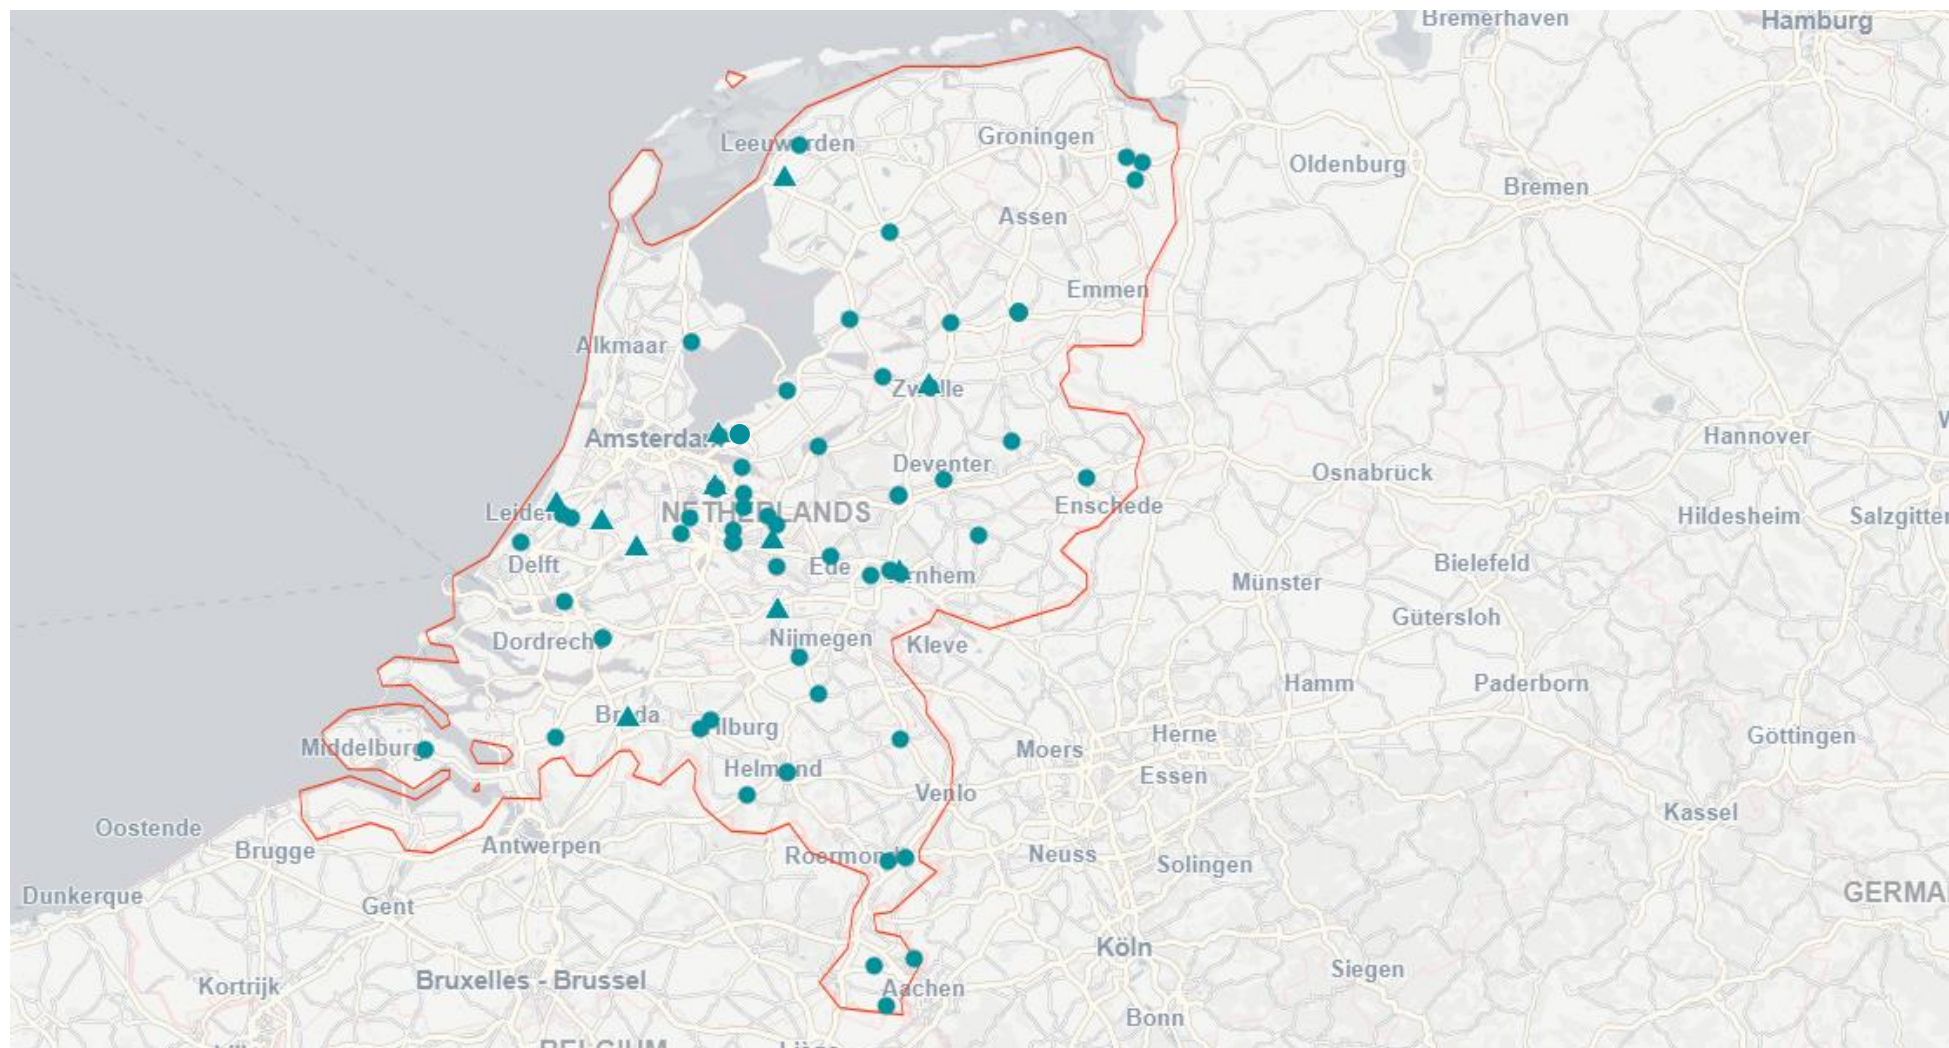 Bremerhaven
Hamburg
Leeuwarden
Groningen
Oldenburg
Bremen
Assen
Emmen
Alkmaar
Zwolle
Amsterdam
Hannover
Deventer
Osnabrück
Enschede
Leiden
NETHERLANDS
Hildesheim
Salzgitter
Delft
Ede
Arnhem
Bielefeld
Münster
Gütersloh
Dordrecht
Nijmegen
Kleve
Hamm
Paderborn
Breda
Tilburg
Middelburg
Moers
Herne
Göttingen
Helmond
Essen
Venlo
Kassel
Oostende
Brugge
Antwerpen
Roermond
Neuss
Solingen
Dunkerque
Gent
GERMA
Köln
Bruxelles - Brussel
Kortrijk
Siegen
Aachen
Bonn
BELGIUM